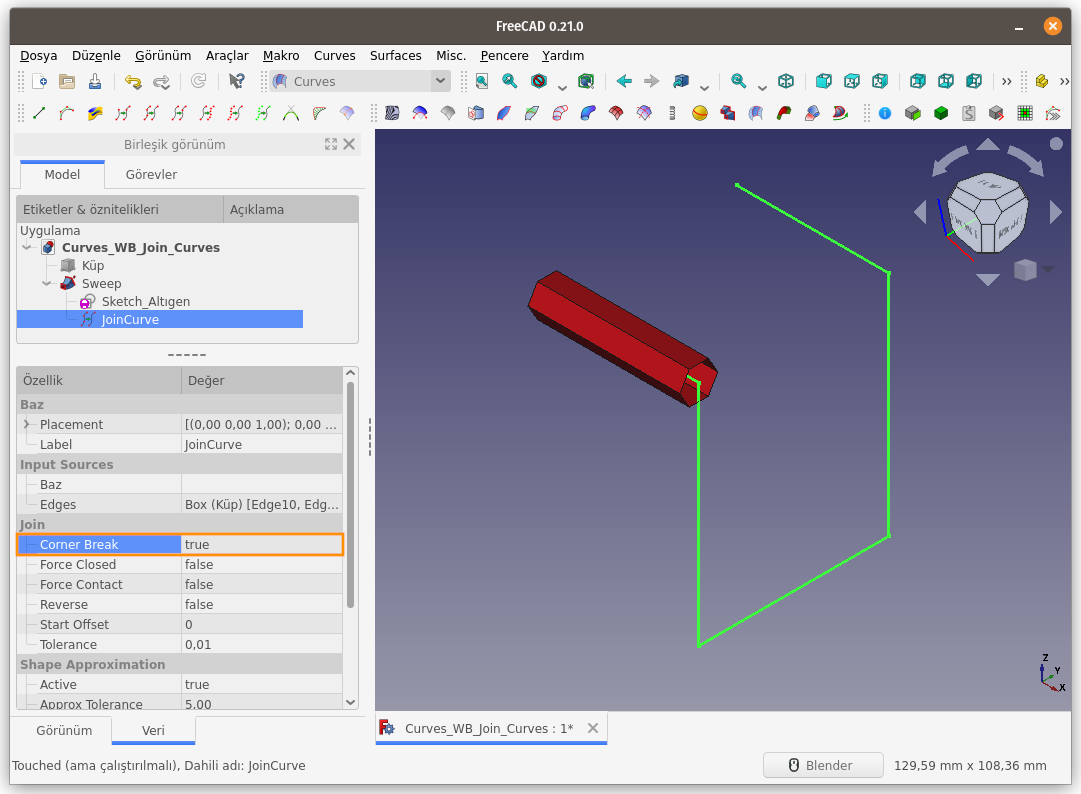 FreeCAD 0.21.0
Dosya Düzenle Görünüm Araçlar Makro Curves Surfaces Misc. Pencere Yardım
Curves
Birleşik görünüm
Model Görevler
Etiketler & öznitelikleri Açıklama
Uygulama
Curves_WB_Join_Curves
Küp
Sweep
Sketch_Altıgen
JoinCurve
Özellik Değer
Baz
Placement [(0,00 0,00 1,00); 0,00 ...
Label JoinCurve
Input Sources
Baz
Edges Box (Küp) [Edge10, Edg...
Join
Corner Break true
Force Closed false
Force Contact false
Reverse false
Start Offset 0
Tolerance 0,01
Shape Approximation
Active true
Approx Tolerance 5,00
Görünüm Veri
TOP
Z
Y
X
Curves_WB_Join_Curves : 1*
Touched (ama çalıştırılmalı), Dahili adı: JoinCurve
Blender 129,59 mm x 108,36 mm